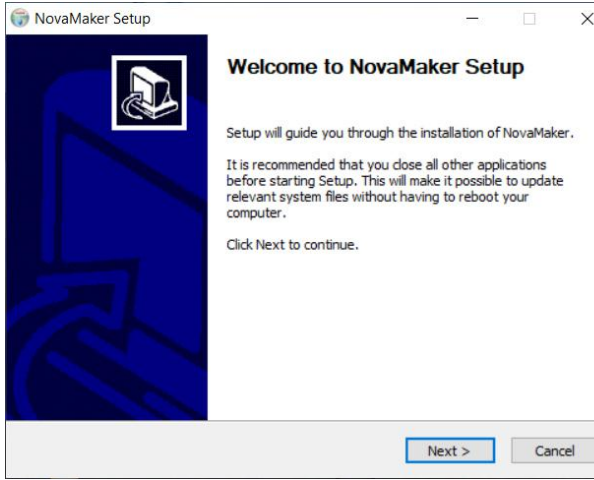 NovaMaker Setup
Welcome to NovaMaker Setup
Setup will guide you through the installation of NovaMaker.
It is recommended that you close all other applications
before starting Setup. This will make it possible to update
relevant system files without having to reboot your
computer.
Click Next to continue.
Next >
Cancel